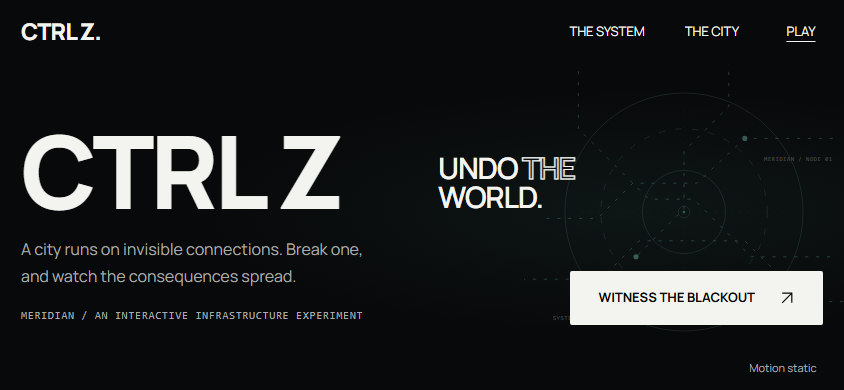 CTRL Z.
THE SYSTEM
THE CITY
PLAY
CTRL Z
UNDO THE
WORLD.
MERIDIAN / NODE 01
A city runs on invisible connections. Break one,
and watch the consequences spread.
WITNESS THE BLACKOUT
MERIDIAN / AN INTERACTIVE INFRASTRUCTURE EXPERIMENT
Motion static